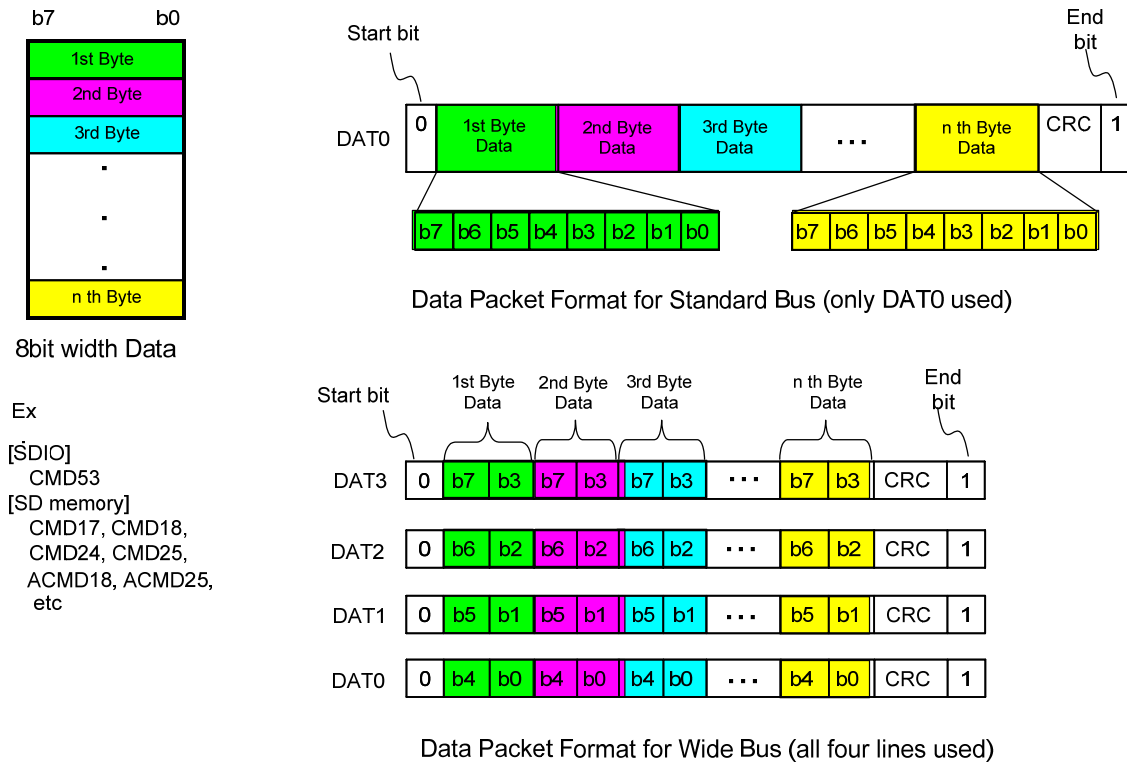 b7 b0
1st Byte
2nd Byte
3rd Byte
.
.
.
n th Byte
8bit width Data
Ex
[SDIO]
CMD53
[SD memory]
CMD17, CMD18,
CMD24, CMD25,
ACMD18, ACMD25,
etc
Start bit
End
bit
DAT0 0 1st Byte Data 2nd Byte Data 3rd Byte Data ... n th Byte Data CRC 1
b7 b6 b5 b4 b3 b2 b1 b0
b7 b6 b5 b4 b3 b2 b1 b0
Data Packet Format for Standard Bus (only DAT0 used)
Start bit
1st Byte
Data
2nd Byte
Data
3rd Byte
Data
n th Byte
Data
End
bit
DAT3 0 b7 b3 b7 b3 b7 b3 ... b7 b3 CRC 1
DAT2 0 b6 b2 b6 b2 b6 b2 ... b6 b2 CRC 1
DAT1 0 b5 b1 b5 b1 b5 b1 ... b5 b1 CRC 1
DAT0 0 b4 b0 b4 b0 b4 b0 ... b4 b0 CRC 1
Data Packet Format for Wide Bus (all four lines used)